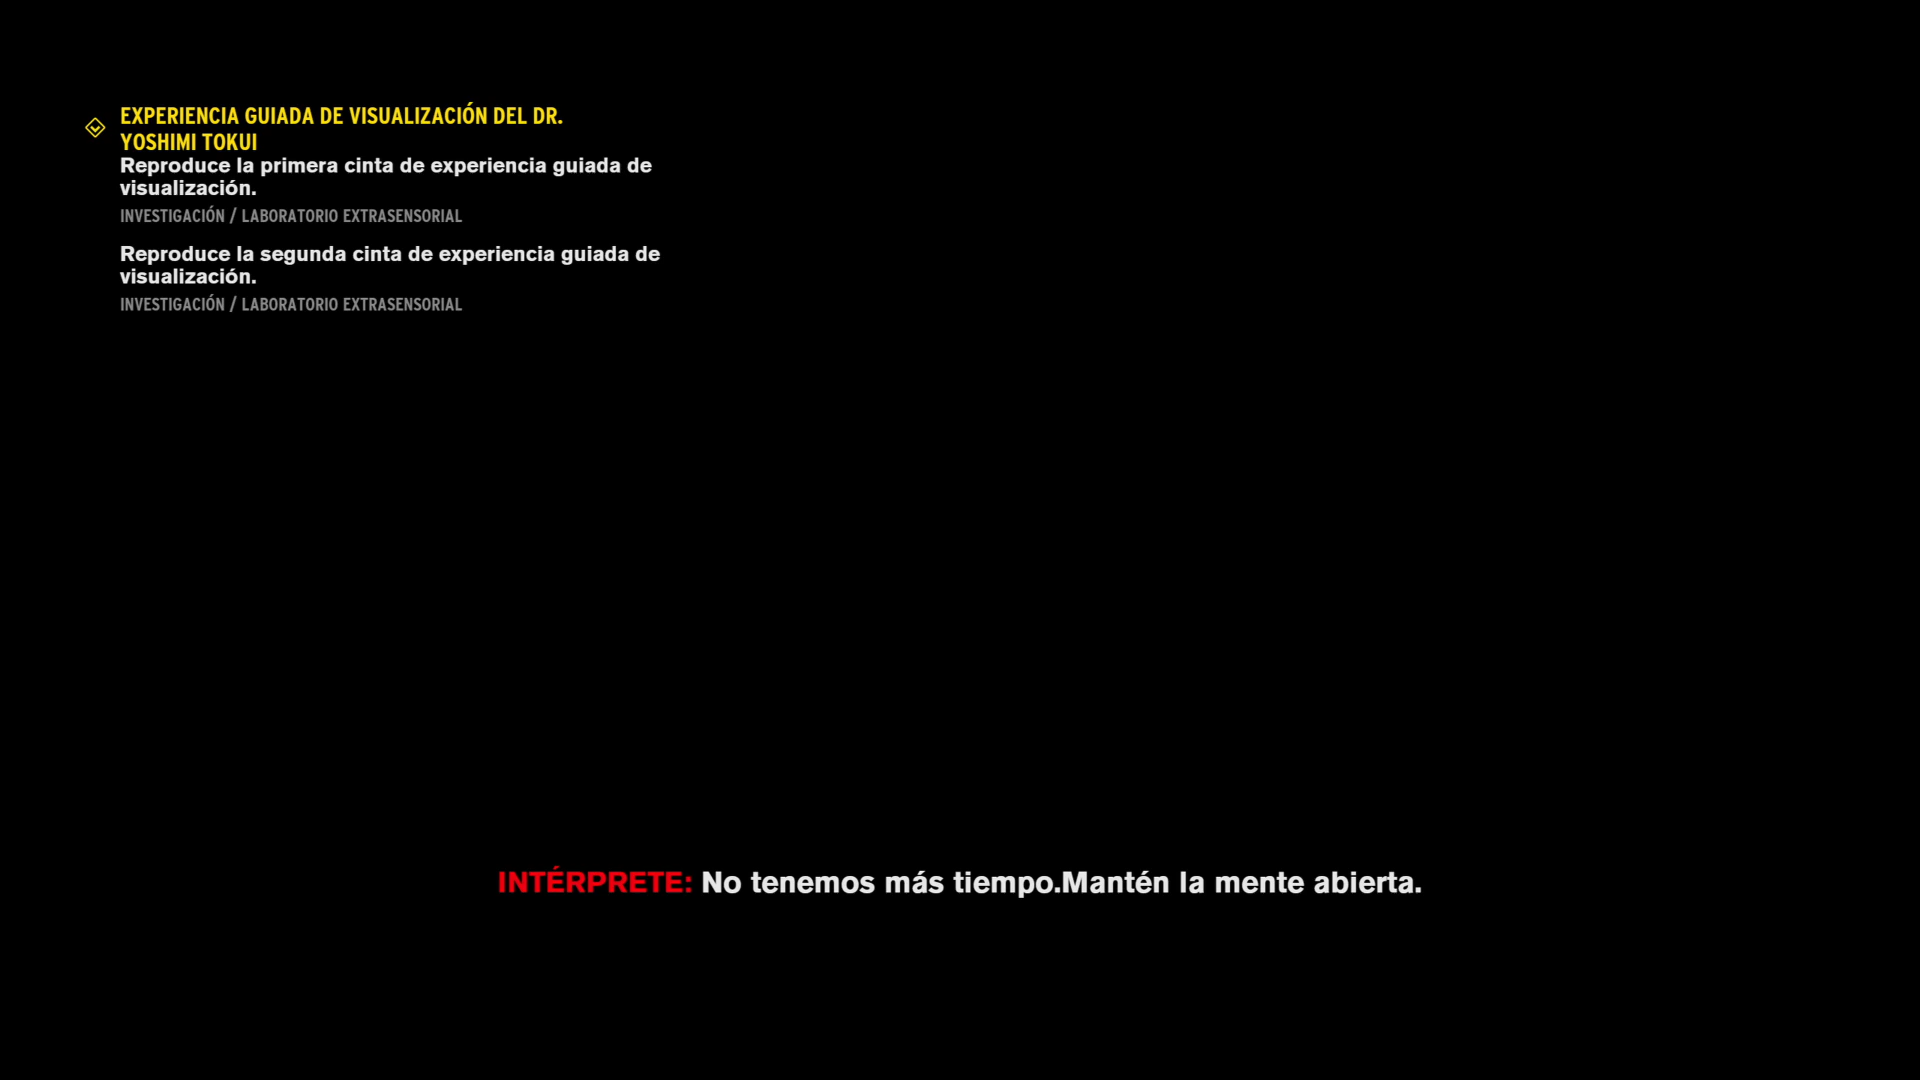 EXPERIENCIA GUIADA DE VISUALIZACIÓN DEL DR.
YOSHIMI TOKUI
Reproduce la primera cinta de experiencia guiada de
visualización.
INVESTIGACIÓN / LABORATORIO EXTRASENSORIAL
Reproduce la segunda cinta de experiencia guiada de
visualización.
INVESTIGACIÓN / LABORATORIO EXTRASENSORIAL
INTÉRPRETE: No tenemos más tiempo.Mantén la mente abierta.